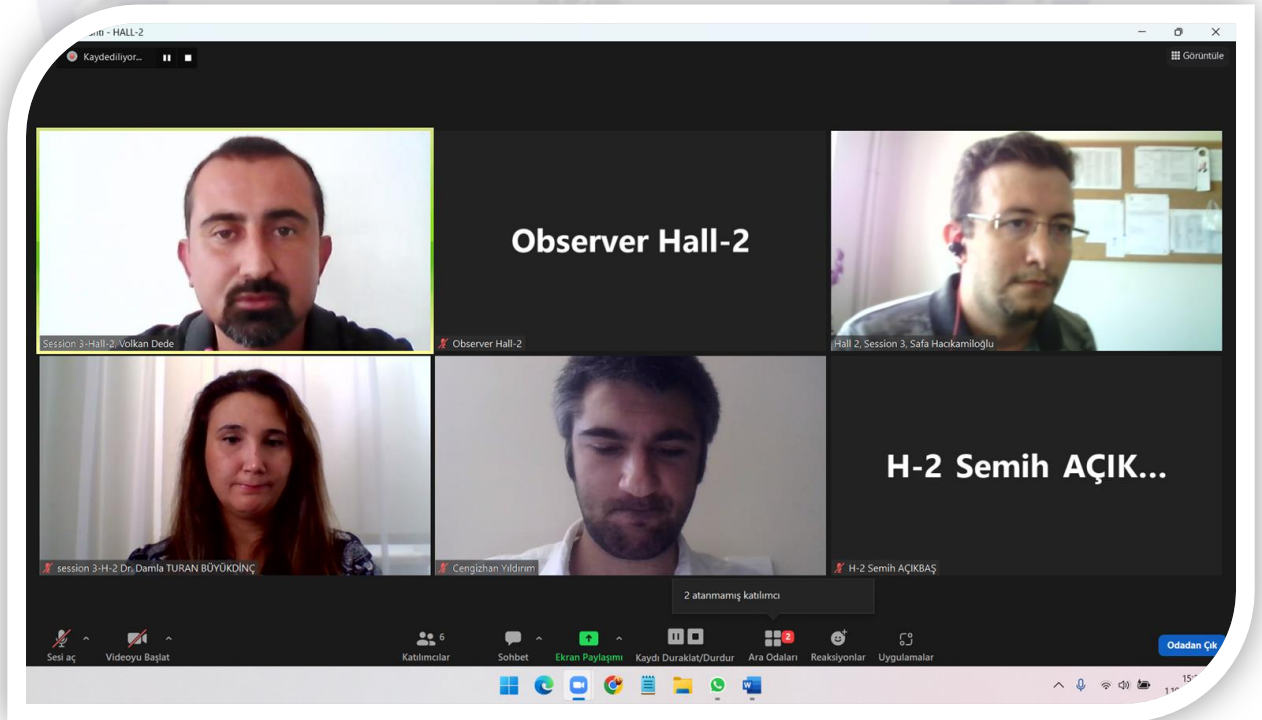 - HALL-2
Kaydediliyor...
Görüntüle
Observer Hall-2
Session 3-Hall-2, Volkan Dede
Observer Hall-2
Hall 2, Session 3, Safa Hacıkamiloğlu
H-2 Semih AÇIK...
session 3-H-2 Dr. Damla TURAN BÜYÜKDİNÇ
Cengizhan Yıldırım
H-2 Semih AÇIKBAŞ
2 atanmamış katılımcı
6
2
Sesi aç
Videoyu Başlat
Katılımcılar
Sohbet
Ekran Paylaşımı
Kaydı Duraklat/Durdur
Ara Odaları
Reaksiyonlar
Uygulamalar
Odadan Çık